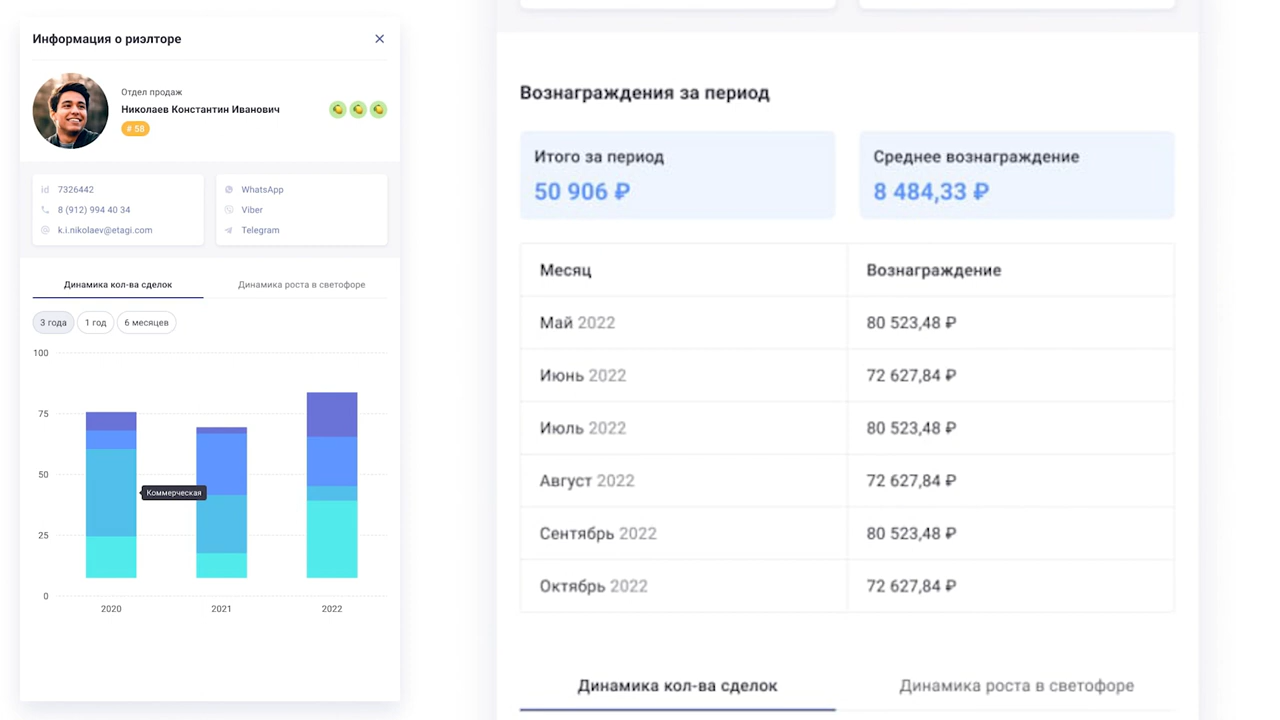 Информация о риэлторе
Отдел продаж
Николаев Константин Иванович
# 58
id 7326442
8 (912) 994 40 34
k.i.nikolaev@etagi.com
WhatsApp
Viber
Telegram
Динамика кол-ва сделок
Динамика роста в светофоре
3 года
1 год
6 месяцев
100
75
50
25
0
Коммерческая
2020
2021
2022
Вознаграждения за период
Итого за период
50 906 ₽
Среднее вознаграждение
8 484,33 ₽
Месяц Вознаграждение
Май 2022 80 523,48 ₽
Июнь 2022 72 627,84 ₽
Июль 2022 80 523,48 ₽
Август 2022 72 627,84 ₽
Сентябрь 2022 80 523,48 ₽
Октябрь 2022 72 627,84 ₽
Динамика кол-ва сделок
Динамика роста в светофоре